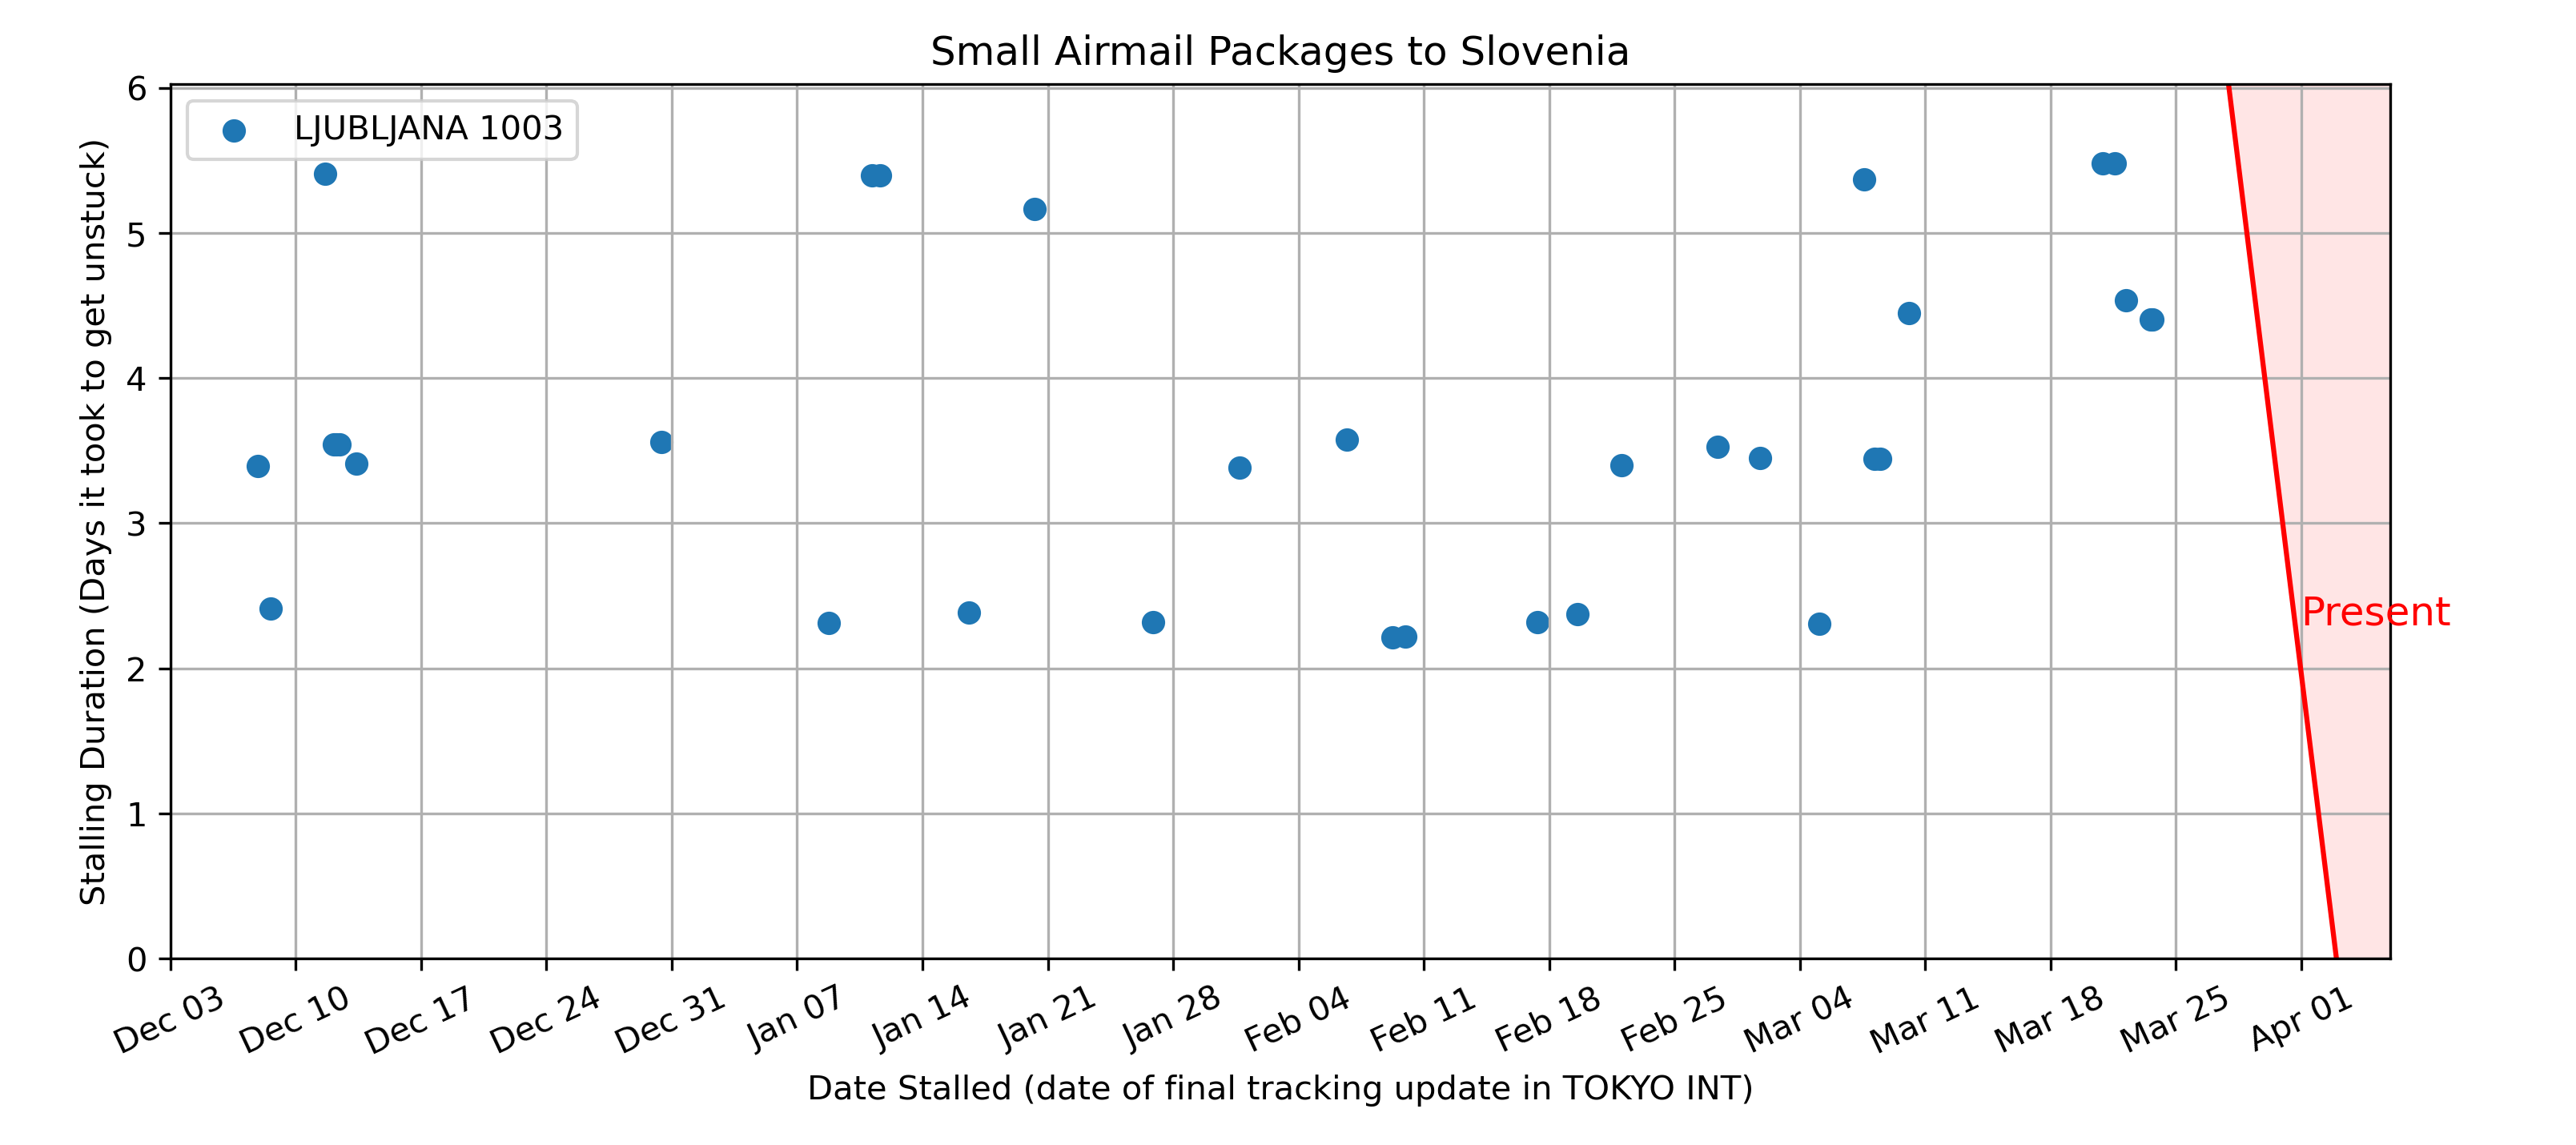 Small Airmail Packages to Slovenia
LJUBLJANA 1003
Stalling Duration (Days it took to get unstuck)
6
5
4
3
2
1
0
Present
Dec 03
Dec 10
Dec 17
Dec 24
Dec 31
Jan 07
Jan 14
Jan 21
Jan 28
Feb 04
Feb 11
Feb 18
Feb 25
Mar 04
Mar 11
Mar 18
Mar 25
Apr 01
Date Stalled (date of final tracking update in TOKYO INT)